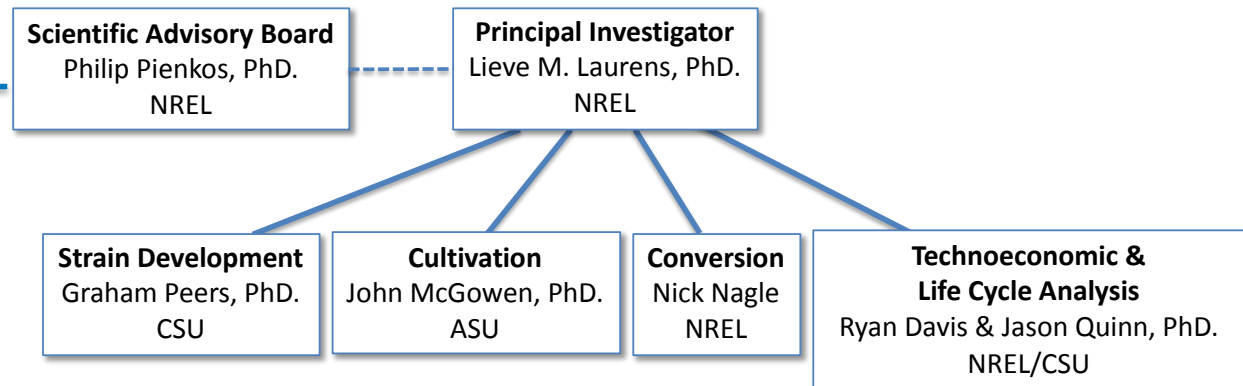 Scientific Advisory Board
Philip Pienkos, PhD.
NREL
Principal Investigator
Lieve M. Laurens, PhD.
NREL
Strain Development
Graham Peers, PhD.
CSU
Cultivation
John McGowen, PhD.
ASU
Conversion
Nick Nagle
NREL
Technoeconomic &
Life Cycle Analysis
Ryan Davis & Jason Quinn, PhD.
NREL/CSU